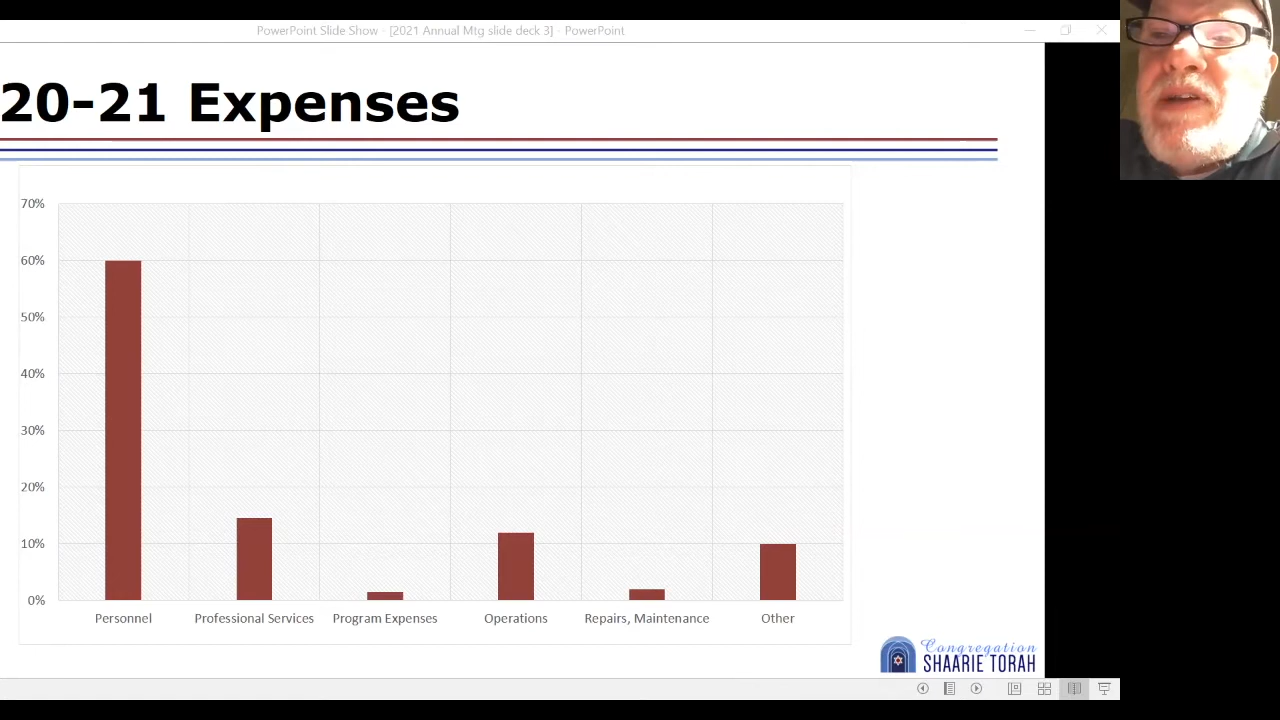 PowerPoint Slide Show - [2021 Annual Mtg slide deck 3] - PowerPoint
20-21 Expenses
70%
60%
50%
40%
30%
20%
10%
0%
Personnel Professional Services Program Expenses Operations Repairs, Maintenance Other
Congregation
SHAARIE TORAH